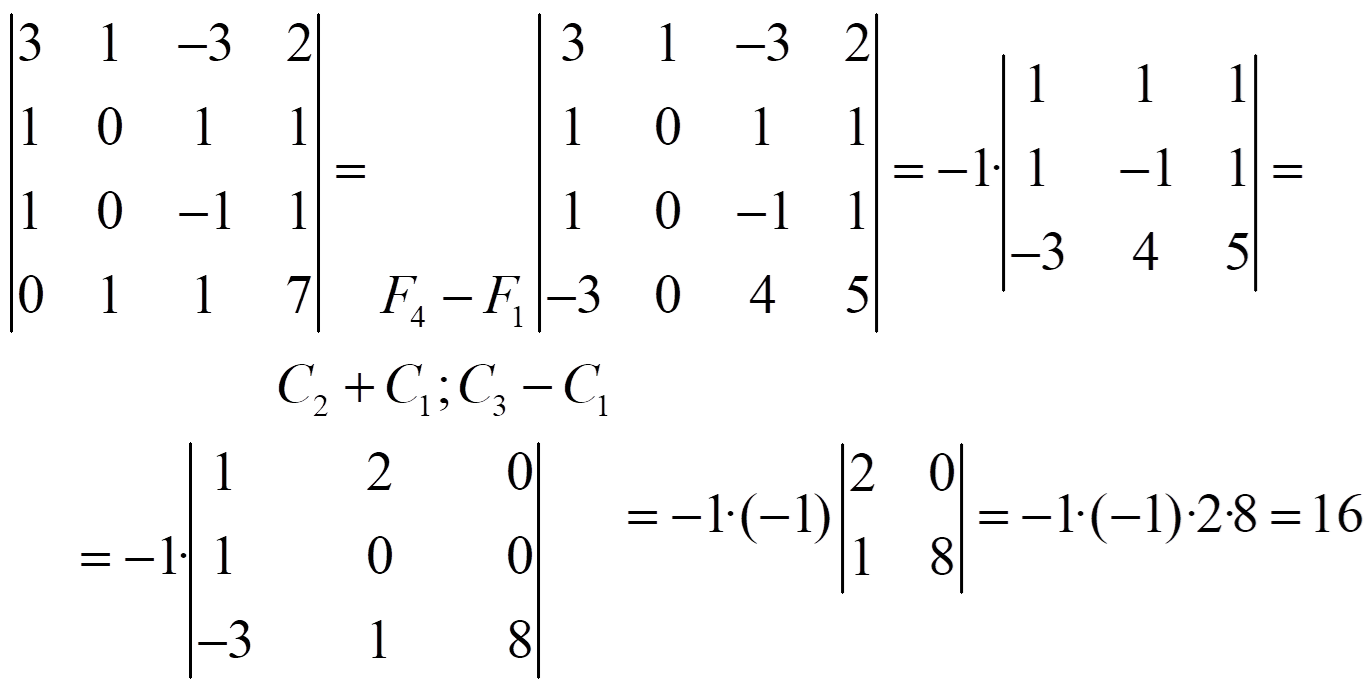 |3 1 −3 2| |3 1 −3 2|
|1 0 1 1| |1 0 1 1| |1 1 1|
|1 0 −1 1| = |1 0 −1 1| = −1·|1 −1 1| =
|0 1 1 7| F₄ − F₁ |−3 0 4 5| |−3 4 5|
C₂ + C₁; C₃ − C₁
|1 2 0| |2 0|
= −1·|1 0 0| = −1·(−1)|1 8| = −1·(−1)·2·8 = 16
|−3 1 8|